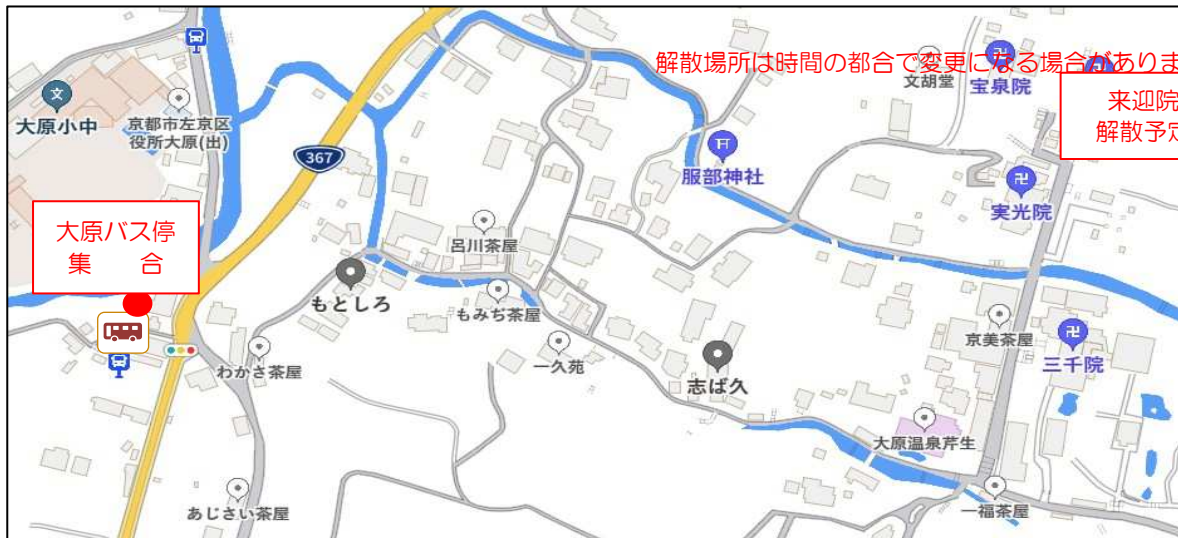 解散場所は時間の都合で変更になる場合がありま
文胡堂
宝泉院
来迎院
解散予定
大原小中
京都市左京区
役所大原(出)
367
服部神社
実光院
大原バス停
集 合
呂川茶屋
もとしろ
もみぢ茶屋
京美茶屋
三千院
わかさ茶屋
一久苑
志ば久
大原温泉芹生
あじさい茶屋
一福茶屋
文